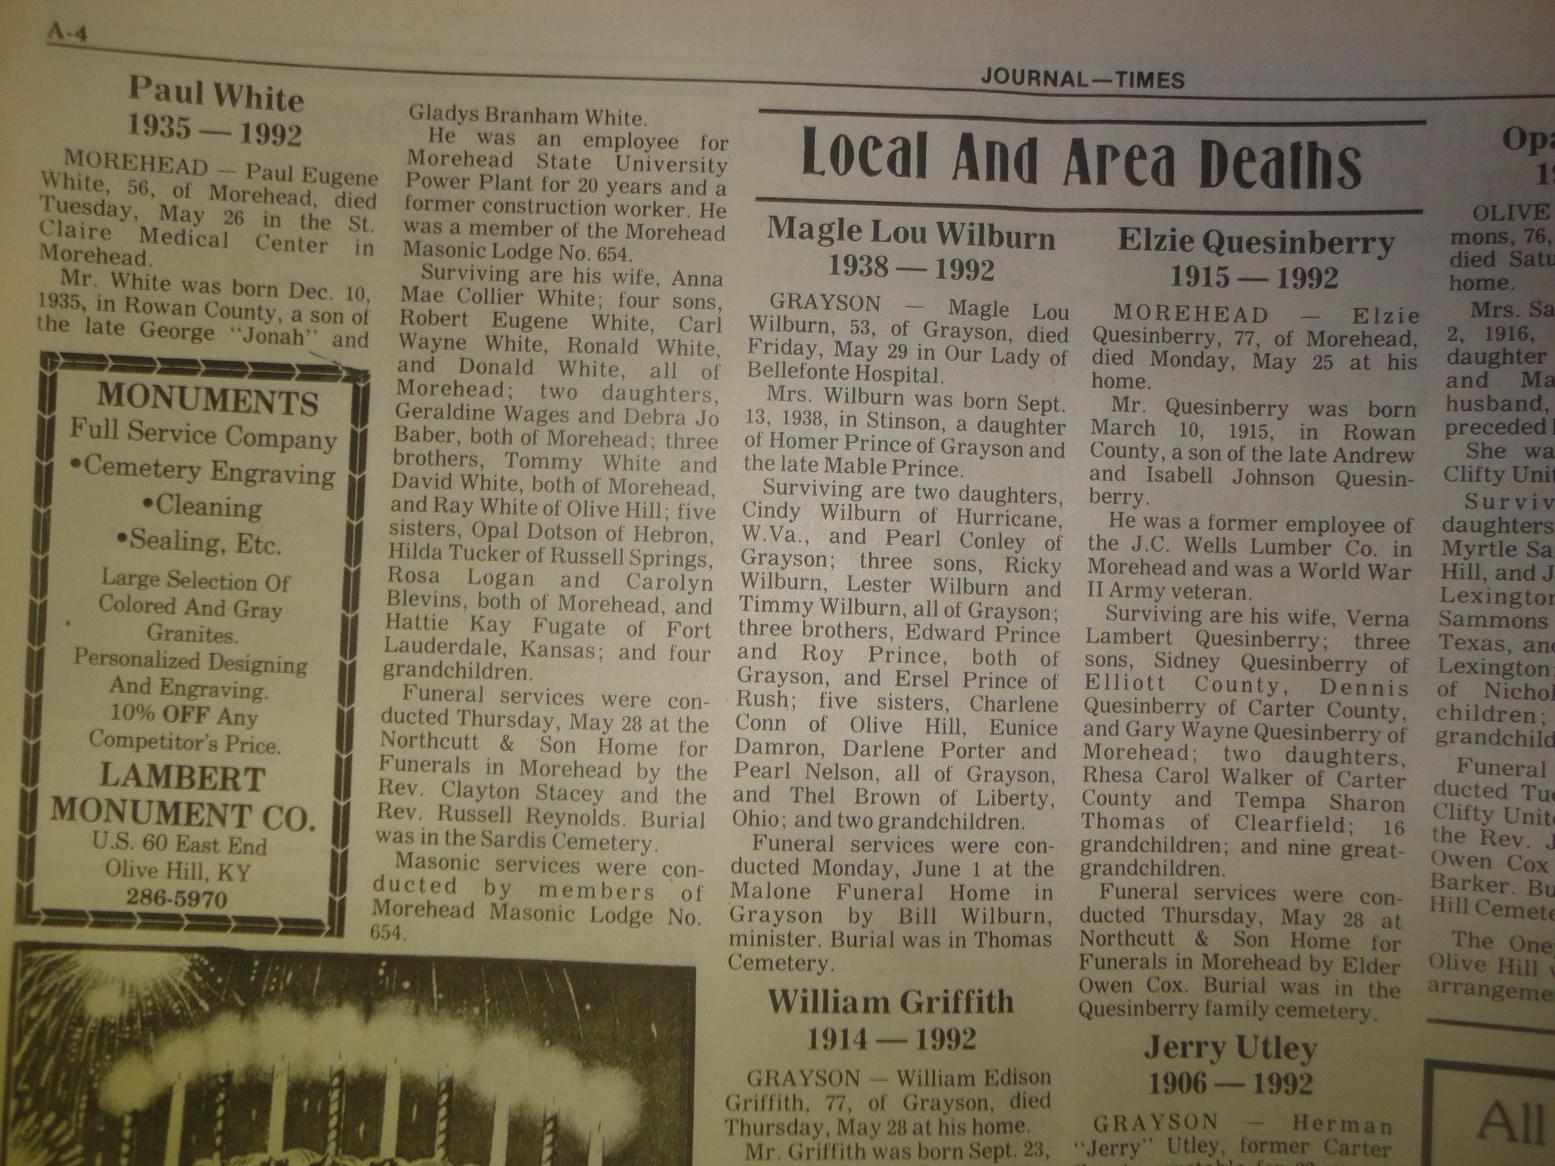 A-4
JOURNAL—TIMES
Paul White
1935 — 1992
MOREHEAD — Paul Eugene
White, 56, of Morehead, died
Tuesday, May 26 in the St.
Claire Medical Center in
Morehead.
Mr. White was born Dec. 10,
1935, in Rowan County, a son of
the late George "Jonah" and
MONUMENTS
Full Service Company
•Cemetery Engraving
•Cleaning
•Sealing, Etc.
Large Selection Of
Colored And Gray
Granites.
Personalized Designing
And Engraving.
10% OFF Any
Competitor's Price.
LAMBERT
MONUMENT CO.
U.S. 60 East End
Olive Hill, KY
286-5970
Gladys Branham White.
He was an employee for
Morehead State University
Power Plant for 20 years and a
former construction worker. He
was a member of the Morehead
Masonic Lodge No. 654.
Surviving are his wife, Anna
Mae Collier White; four sons,
Robert Eugene White, Carl
Wayne White, Ronald White,
and Donald White, all of
Morehead; two daughters,
Geraldine Wages and Debra Jo
Baber, both of Morehead; three
brothers, Tommy White and
David White, both of Morehead,
and Ray White of Olive Hill; five
sisters, Opal Dotson of Hebron,
Hilda Tucker of Russell Springs,
Rosa Logan and Carolyn
Blevins, both of Morehead, and
Hattie Kay Fugate of Fort
Lauderdale, Kansas; and four
grandchildren.
Funeral services were con-
ducted Thursday, May 28 at the
Northcutt & Son Home for
Funerals in Morehead by the
Rev. Clayton Stacey and the
Rev. Russell Reynolds. Burial
was in the Sardis Cemetery.
Masonic services were con-
ducted by members of
Morehead Masonic Lodge No.
654.
Local And Area Deaths
Magle Lou Wilburn
1938 — 1992
GRAYSON — Magle Lou
Wilburn, 53, of Grayson, died
Friday, May 29 in Our Lady of
Bellefonte Hospital.
Mrs. Wilburn was born Sept.
13, 1938, in Stinson, a daughter
of Homer Prince of Grayson and
the late Mable Prince.
Surviving are two daughters,
Cindy Wilburn of Hurricane,
W.Va., and Pearl Conley of
Grayson; three sons, Ricky
Wilburn, Lester Wilburn and
Timmy Wilburn, all of Grayson;
three brothers, Edward Prince
and Roy Prince, both of
Grayson, and Ersel Prince of
Rush; five sisters, Charlene
Conn of Olive Hill, Eunice
Damron, Darlene Porter and
Pearl Nelson, all of Grayson,
and Thel Brown of Liberty,
Ohio; and two grandchildren.
Funeral services were con-
ducted Monday, June 1 at the
Malone Funeral Home in
Grayson by Bill Wilburn,
minister. Burial was in Thomas
Cemetery.
William Griffith
1914 — 1992
GRAYSON — William Edison
Griffith, 77, of Grayson, died
Thursday, May 28 at his home.
Mr. Griffith was born Sept. 23,
Elzie Quesinberry
1915 — 1992
MOREHEAD — Elzie
Quesinberry, 77, of Morehead,
died Monday, May 25 at his
home.
Mr. Quesinberry was born
March 10, 1915, in Rowan
County, a son of the late Andrew
and Isabell Johnson Quesin-
berry.
He was a former employee of
the J.C. Wells Lumber Co. in
Morehead and was a World War
II Army veteran.
Surviving are his wife, Verna
Lambert Quesinberry; three
sons, Sidney Quesinberry of
Elliott County, Dennis
Quesinberry of Carter County,
and Gary Wayne Quesinberry of
Morehead; two daughters,
Rhesa Carol Walker of Carter
County and Tempa Sharon
Thomas of Clearfield; 16
grandchildren; and nine great-
grandchildren.
Funeral services were con-
ducted Thursday, May 28 at
Northcutt & Son Home for
Funerals in Morehead by Elder
Owen Cox. Burial was in the
Quesinberry family cemetery.
Jerry Utley
1906 — 1992
GRAYSON — Herman
"Jerry" Utley, former Carter
Opa
19
OLIVE
mons, 76,
died Satu
home.
Mrs. Sa
2, 1916,
daughter
and Ma
husband,
preceded
She wa
Clifty Unit
Surviv
daughters
Myrtle Sa
Hill, and J
Lexington
Sammons
Texas, and
Lexington
of Nichol
children;
grandchild
Funeral
ducted Tue
Clifty Unite
the Rev. J
Owen Cox
Barker. Bu
Hill Cemete
The One
Olive Hill
arrangeme
All